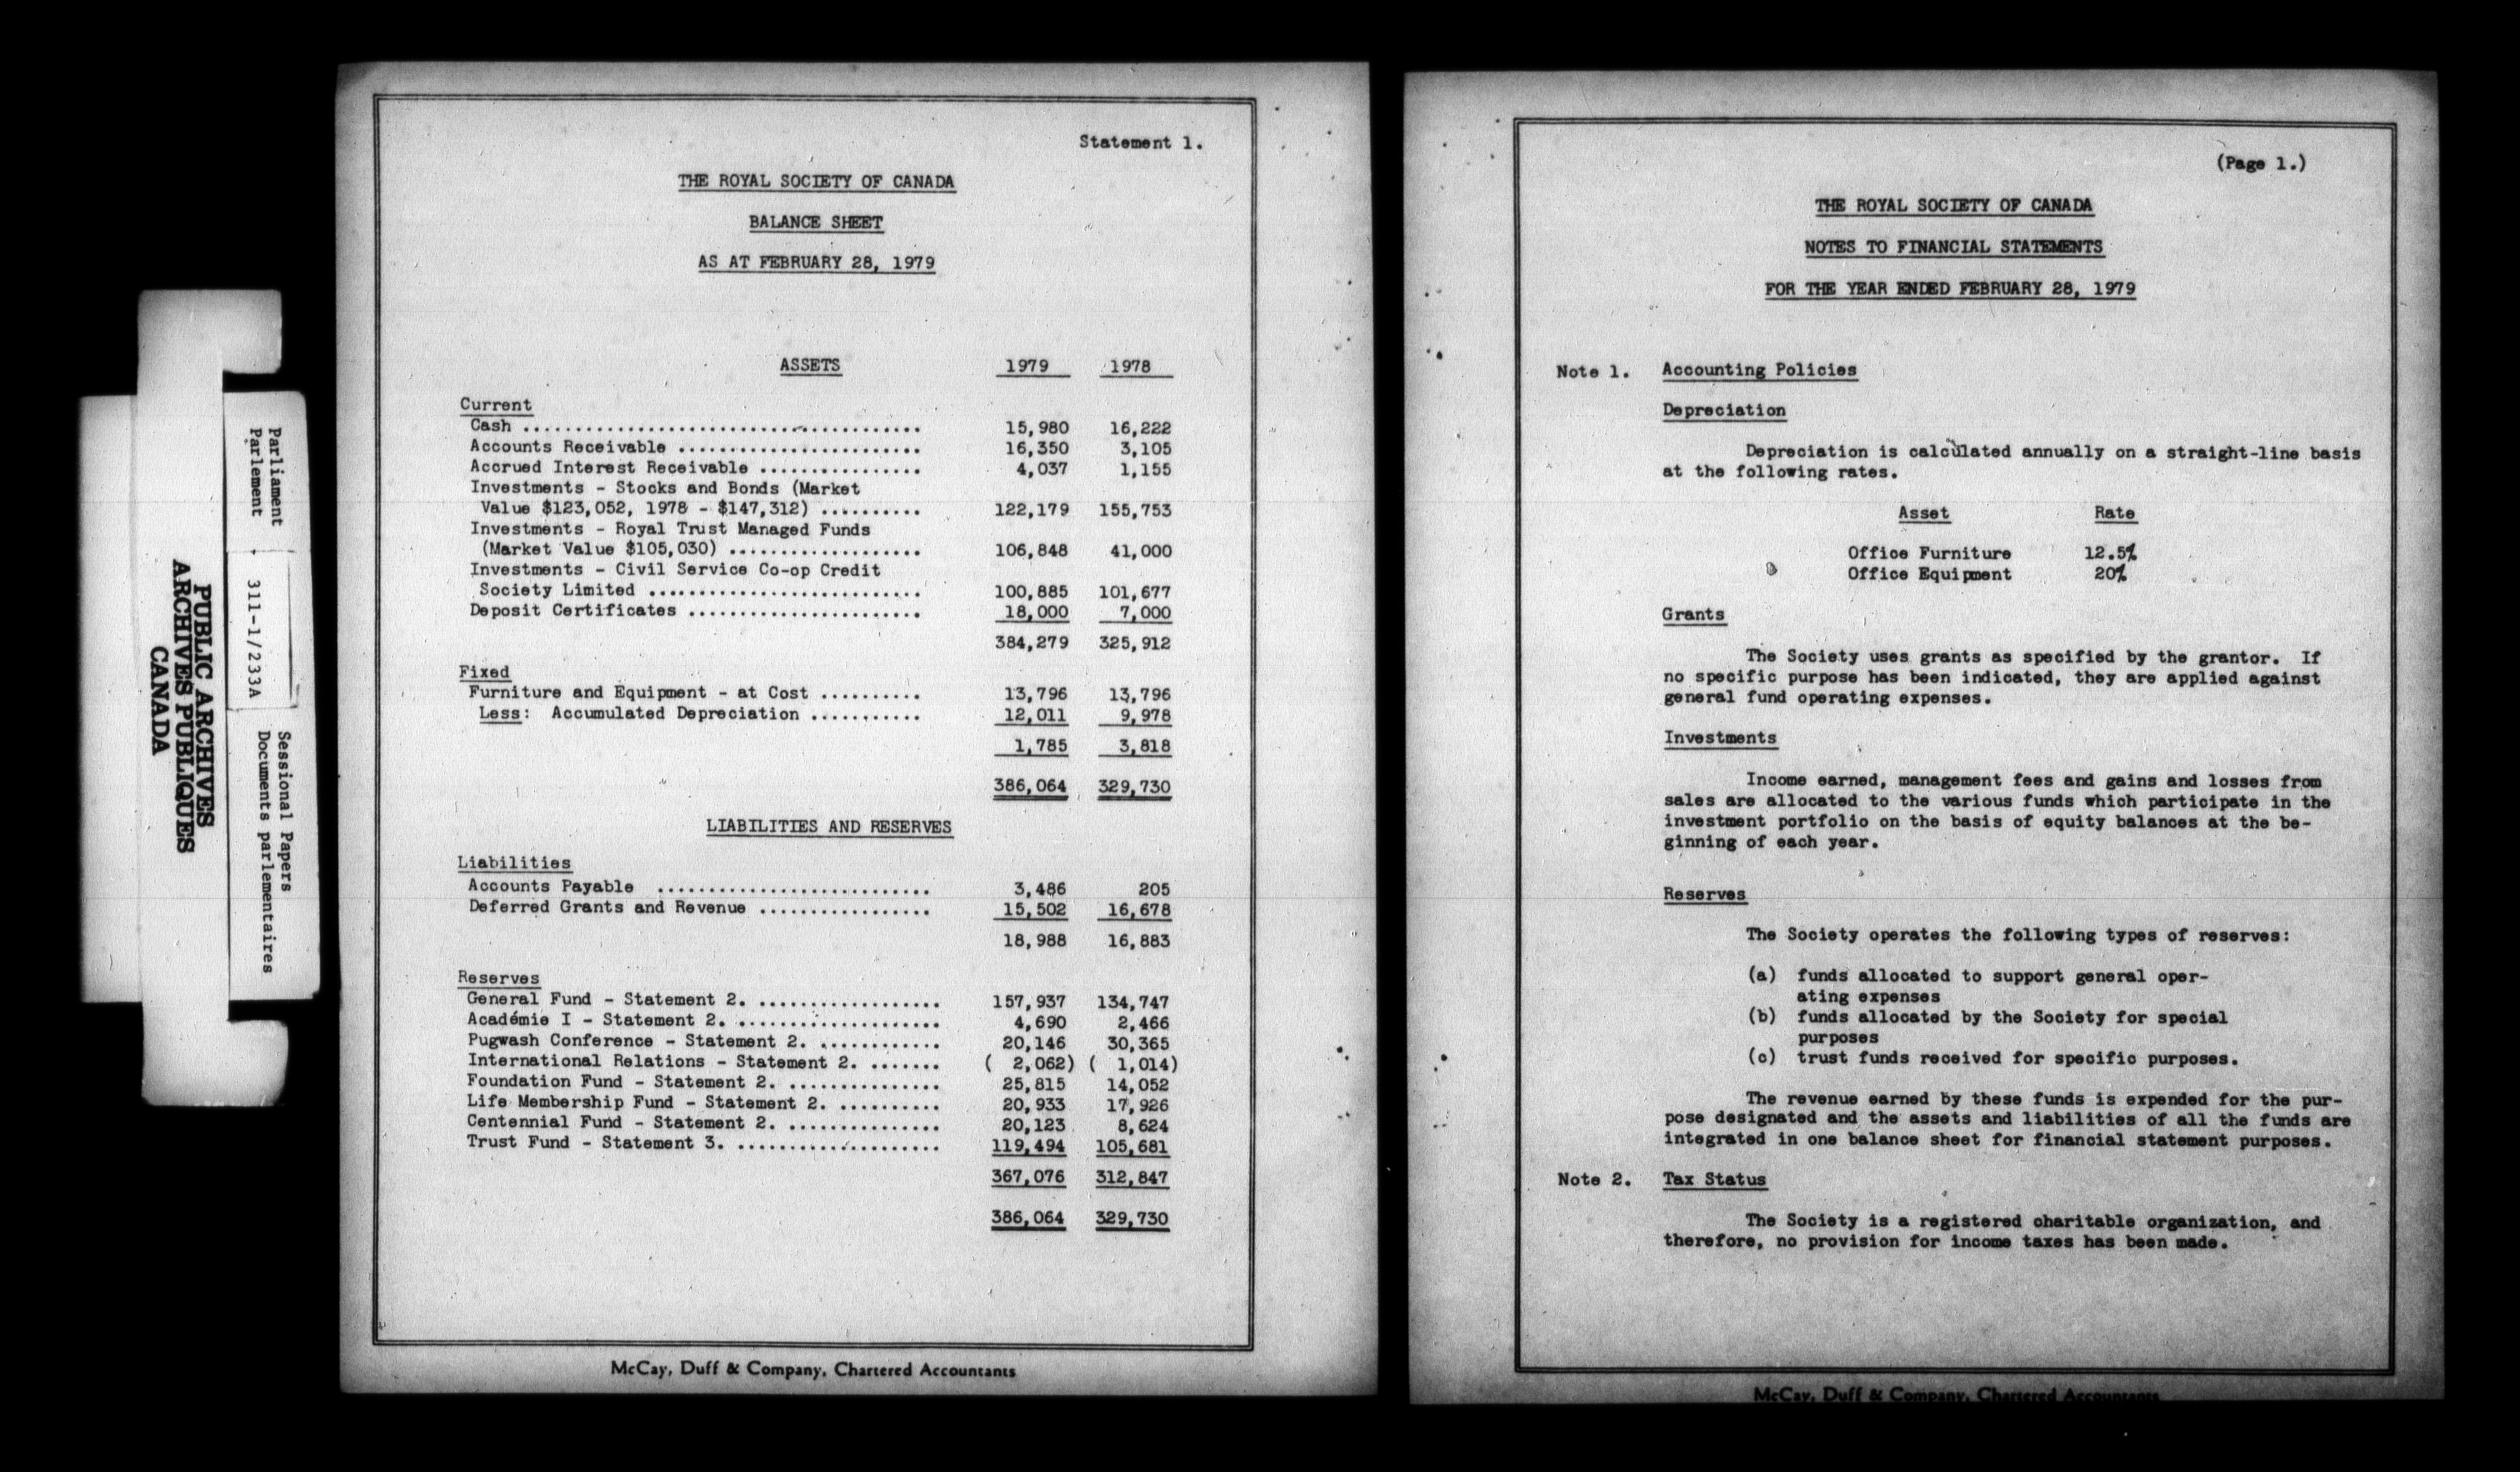 Parliament
Parlement
311-1/233A
Sessional Papers
Documents parlementaires
PUBLIC ARCHIVES
ARCHIVES PUBLIQUES
CANADA
Statement 1.
THE ROYAL SOCIETY OF CANADA
BALANCE SHEET
AS AT FEBRUARY 28, 1979
ASSETS 1979 1978
Current
Cash ...................................... 15,980 16,222
Accounts Receivable ....................... 16,350 3,105
Accrued Interest Receivable ................ 4,037 1,155
Investments - Stocks and Bonds (Market
Value $123,052, 1978 - $147,312) .......... 122,179 155,753
Investments - Royal Trust Managed Funds
(Market Value $105,030) ................... 106,848 41,000
Investments - Civil Service Co-op Credit
Society Limited .......................... 100,885 101,677
Deposit Certificates ....................... 18,000 7,000
384,279 325,912
Fixed
Furniture and Equipment - at Cost .......... 13,796 13,796
Less: Accumulated Depreciation ........... 12,011 9,978
1,785 3,818
386,064 329,730
LIABILITIES AND RESERVES
Liabilities
Accounts Payable ........................... 3,486 205
Deferred Grants and Revenue ................. 15,502 16,678
18,988 16,883
Reserves
General Fund - Statement 2. .................. 157,937 134,747
Académie I - Statement 2. .................... 4,690 2,466
Pugwash Conference - Statement 2. ............ 20,146 30,365
International Relations - Statement 2. ....... ( 2,062) ( 1,014)
Foundation Fund - Statement 2. ............... 25,815 14,052
Life Membership Fund - Statement 2. .......... 20,933 17,926
Centennial Fund - Statement 2. ............... 20,123 8,624
Trust Fund - Statement 3. .................... 119,494 105,681
367,076 312,847
386,064 329,730
McCay, Duff & Company, Chartered Accountants
(Page 1.)
THE ROYAL SOCIETY OF CANADA
NOTES TO FINANCIAL STATEMENTS
FOR THE YEAR ENDED FEBRUARY 28, 1979
Note 1. Accounting Policies
Depreciation
Depreciation is calculated annually on a straight-line basis
at the following rates.
Asset Rate
Office Furniture 12.5%
Office Equipment 20%
Grants
The Society uses grants as specified by the grantor. If
no specific purpose has been indicated, they are applied against
general fund operating expenses.
Investments
Income earned, management fees and gains and losses from
sales are allocated to the various funds which participate in the
investment portfolio on the basis of equity balances at the be-
ginning of each year.
Reserves
The Society operates the following types of reserves:
(a) funds allocated to support general oper-
ating expenses
(b) funds allocated by the Society for special
purposes
(c) trust funds received for specific purposes.
The revenue earned by these funds is expended for the pur-
pose designated and the assets and liabilities of all the funds are
integrated in one balance sheet for financial statement purposes.
Note 2. Tax Status
The Society is a registered charitable organization, and
therefore, no provision for income taxes has been made.
McCay, Duff & Company, Chartered Accountants